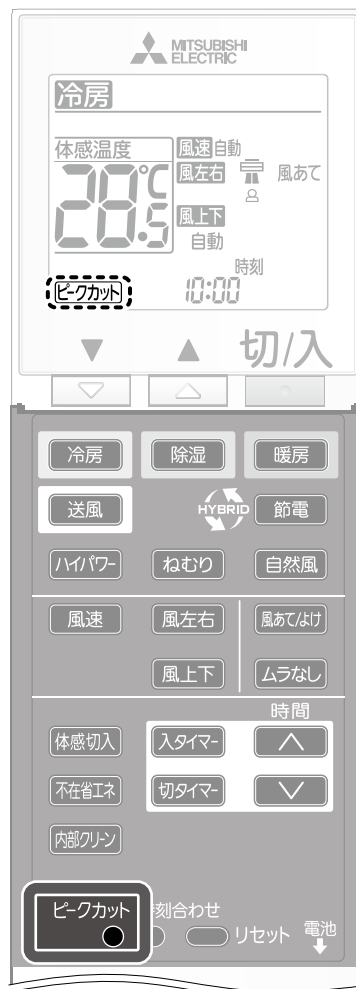 MITSUBISHI
ELECTRIC
冷房
体感温度
風速 自動
風左右 風あて
28.5℃
風上下
自動
時刻
ピークカット 10:00
切/入
冷房 除湿 暖房
送風 HYBRID 節電
ハイパワー ねむり 自然風
風速 風左右 風あて/よけ
風上下 ムラなし
時間
体感切入 入タイマー
不在省エネ 切タイマー
内部クリーン
ピークカット 刻合わせ
リセット 電池